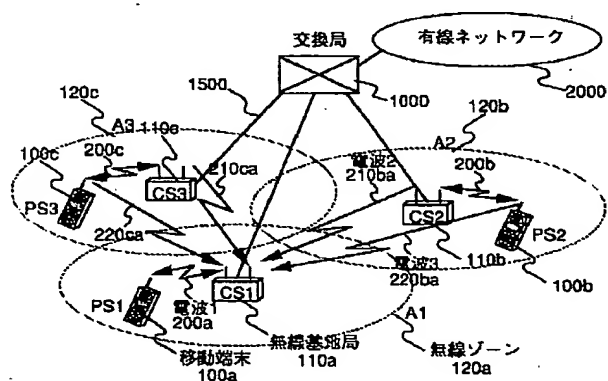 交換局
有線ネットワーク
1500
1000
2000
120c
120b
A3
110c
A2
100c
200c
210ca
電波2
210ba
200b
PS3
CS3
CS2
PS2
220ca
電波3
220ba
110b
100b
CS1
PS1
電波1
200a
A1
移動端末
100a
無線基地局
110a
無線ゾーン
120a